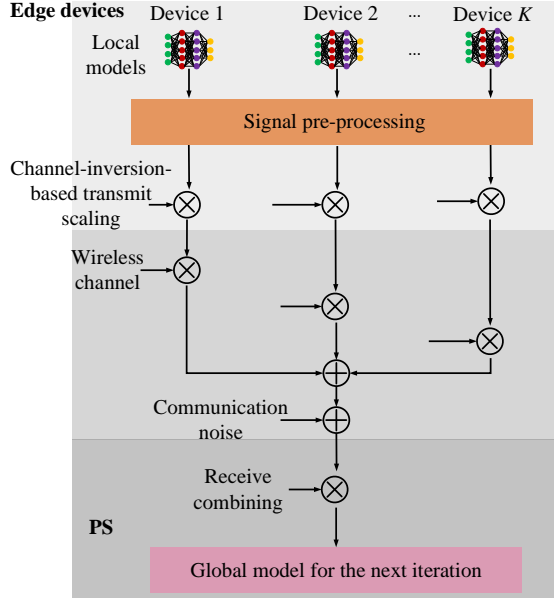 Edge devices
Device 1
Device 2
...
Device K
Local
models
...
Signal pre-processing
Channel-inversion-
based transmit
scaling
Wireless
channel
Communication
noise
Receive
combining
PS
Global model for the next iteration